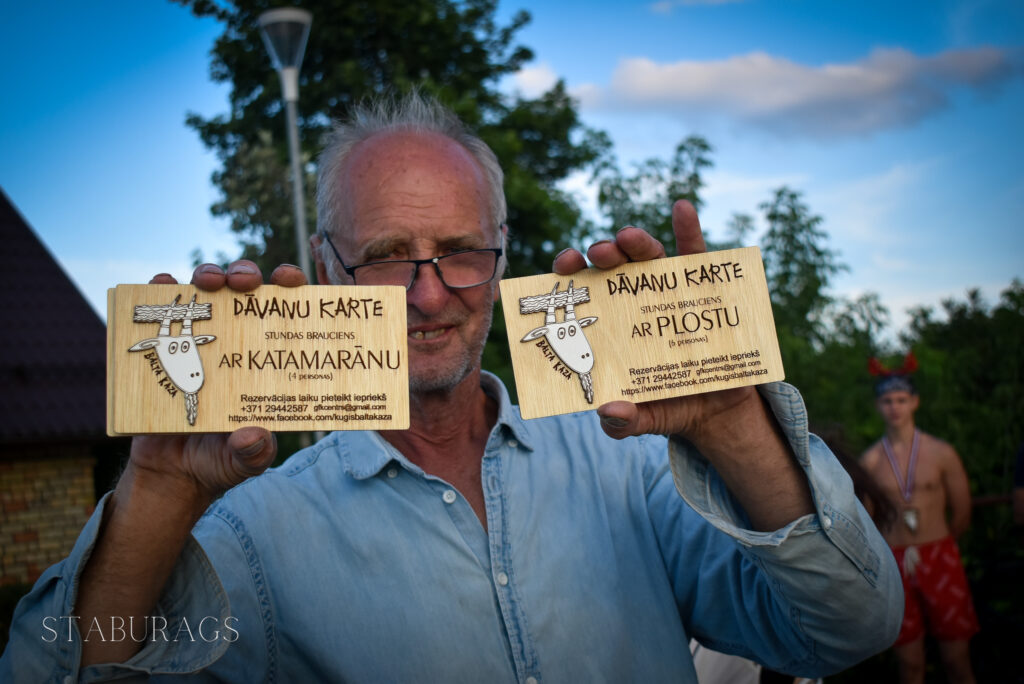 DĀVANU KARTE
STUNDAS BRAUCIENS
AR KATAMARĀNU
(4 PERSONAS)
BALTA KAZA
Rezervācijas laiku pieteikt iepriekš
+371 29442587 gfkcentrs@gmail.com
https://www.facebook.com/kugisbaltakaza
DĀVANU KARTE
STUNDAS BRAUCIENS
AR PLOSTU
(6 PERSONAS)
BALTA KAZA
Rezervācijas laiku pieteikt iepriekš
+371 29442587 gfkcentrs@gmail.com
https://www.facebook.com/kugisbaltakaza
STABURAGS